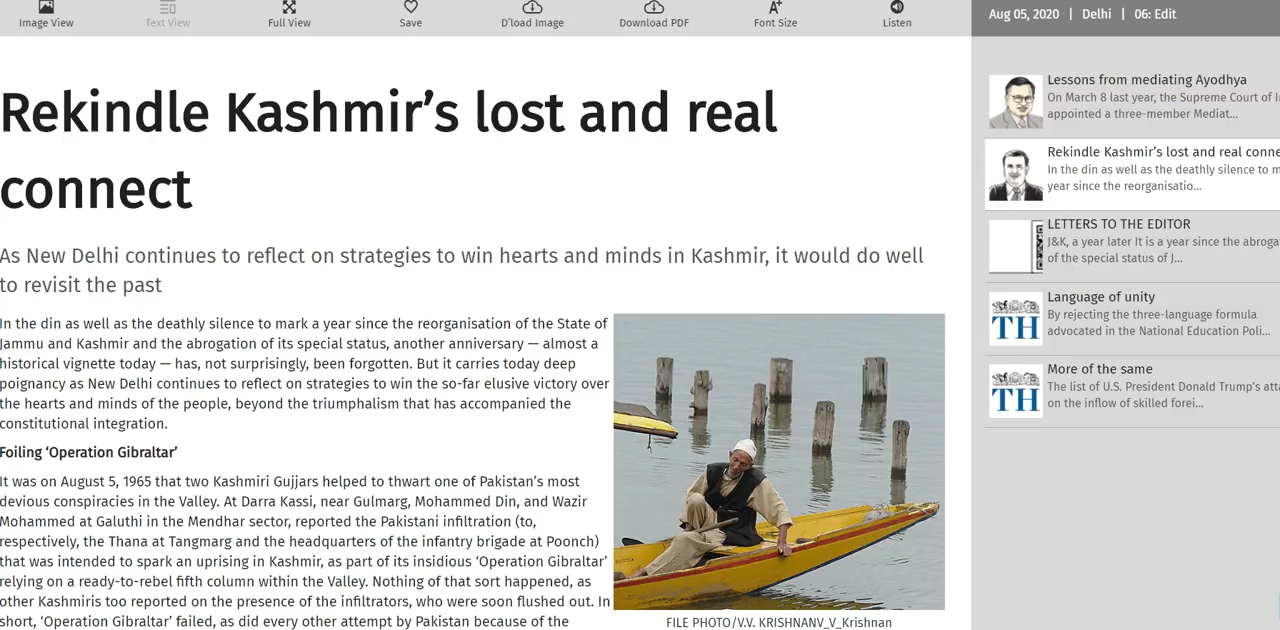 Image View
Text View
Full View
Save
D'load Image
Download PDF
Font Size
Listen
Aug 05, 2020 | Delhi | 06: Edit
Rekindle Kashmir's lost and real
connect
As New Delhi continues to reflect on strategies to win hearts and minds in Kashmir, it would do well
to revisit the past
In the din as well as the deathly silence to mark a year since the reorganisation of the State of
Jammu and Kashmir and the abrogation of its special status, another anniversary — almost a
historical vignette today — has, not surprisingly, been forgotten. But it carries today deep
poignancy as New Delhi continues to reflect on strategies to win the so-far elusive victory over
the hearts and minds of the people, beyond the triumphalism that has accompanied the
constitutional integration.
Foiling 'Operation Gibraltar'
It was on August 5, 1965 that two Kashmiri Gujjars helped to thwart one of Pakistan's most
devious conspiracies in the Valley. At Darra Kassi, near Gulmarg, Mohammed Din, and Wazir
Mohammed at Galuthi in the Mendhar sector, reported the Pakistani infiltration (to,
respectively, the Thana at Tangmarg and the headquarters of the infantry brigade at Poonch)
that was intended to spark an uprising in Kashmir, as part of its insidious 'Operation Gibraltar'
relying on a ready-to-rebel fifth column within the Valley. Nothing of that sort happened, as
other Kashmiris too reported on the presence of the infiltrators, who were soon flushed out. In
short, 'Operation Gibraltar' failed, as did every other attempt by Pakistan because of the
FILE PHOTO/V.V. KRISHNANV_V_Krishnan
Lessons from mediating Ayodhya
On March 8 last year, the Supreme Court of
appointed a three-member Mediat...
Rekindle Kashmir's lost and real conne
In the din as well as the deathly silence to m
year since the reorganisatio...
LETTERS TO THE EDITOR
J&K, a year later It is a year since the abroga
of the special status of J...
TH
Language of unity
By rejecting the three-language formula
advocated in the National Education Poli...
TH
More of the same
The list of U.S. President Donald Trump's atta
on the inflow of skilled forei...